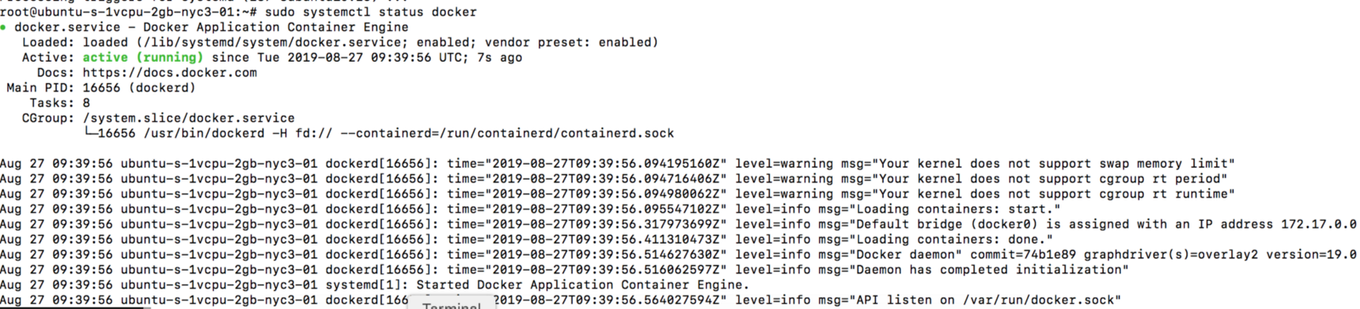 root@ubuntu-s-1vcpu-2gb-nyc3-01:~# sudo systemctl status docker
● docker.service - Docker Application Container Engine
Loaded: loaded (/lib/systemd/system/docker.service; enabled; vendor preset: enabled)
Active: active (running) since Tue 2019-08-27 09:39:56 UTC; 7s ago
Docs: https://docs.docker.com
Main PID: 16656 (dockerd)
Tasks: 8
CGroup: /system.slice/docker.service
└─16656 /usr/bin/dockerd -H fd:// --containerd=/run/containerd/containerd.sock
Aug 27 09:39:56 ubuntu-s-1vcpu-2gb-nyc3-01 dockerd[16656]: time="2019-08-27T09:39:56.094195160Z" level=warning msg="Your kernel does not support swap memory limit"
Aug 27 09:39:56 ubuntu-s-1vcpu-2gb-nyc3-01 dockerd[16656]: time="2019-08-27T09:39:56.094716406Z" level=warning msg="Your kernel does not support cgroup rt period"
Aug 27 09:39:56 ubuntu-s-1vcpu-2gb-nyc3-01 dockerd[16656]: time="2019-08-27T09:39:56.094980062Z" level=warning msg="Your kernel does not support cgroup rt runtime"
Aug 27 09:39:56 ubuntu-s-1vcpu-2gb-nyc3-01 dockerd[16656]: time="2019-08-27T09:39:56.095547102Z" level=info msg="Loading containers: start."
Aug 27 09:39:56 ubuntu-s-1vcpu-2gb-nyc3-01 dockerd[16656]: time="2019-08-27T09:39:56.317973699Z" level=info msg="Default bridge (docker0) is assigned with an IP address 172.17.0.0
Aug 27 09:39:56 ubuntu-s-1vcpu-2gb-nyc3-01 dockerd[16656]: time="2019-08-27T09:39:56.411310473Z" level=info msg="Loading containers: done."
Aug 27 09:39:56 ubuntu-s-1vcpu-2gb-nyc3-01 dockerd[16656]: time="2019-08-27T09:39:56.514627630Z" level=info msg="Docker daemon" commit=74b1e89 graphdriver(s)=overlay2 version=19.0
Aug 27 09:39:56 ubuntu-s-1vcpu-2gb-nyc3-01 dockerd[16656]: time="2019-08-27T09:39:56.516062597Z" level=info msg="Daemon has completed initialization"
Aug 27 09:39:56 ubuntu-s-1vcpu-2gb-nyc3-01 systemd[1]: Started Docker Application Container Engine.
Aug 27 09:39:56 ubuntu-s-1vcpu-2gb-nyc3-01 dockerd[166 2019-08-27T09:39:56.564027594Z" level=info msg="API listen on /var/run/docker.sock"
Terminal